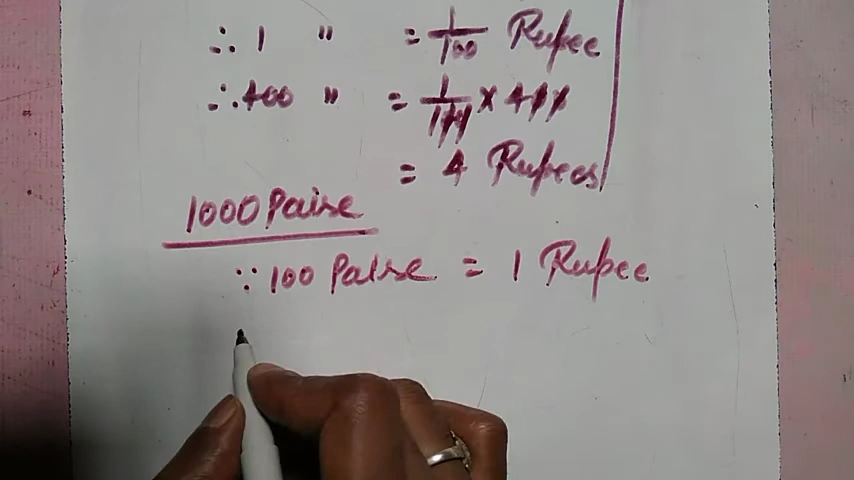 ∴ 1 " = 1/100 Rupee
∴ 400 " = 1/100 × 400
= 4 Rupees
1000 Paise
∵ 100 Paise = 1 Rupee